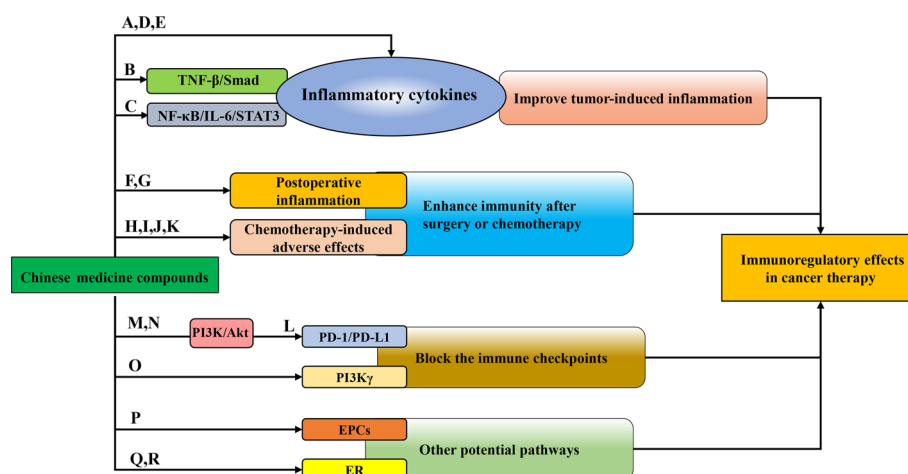 A,D,E
B
TNF-β/Smad
C
NF-κB/IL-6/STAT3
Inflammatory cytokines
Improve tumor-induced inflammation
F,G
Postoperative
inflammation
H,I,J,K
Chemotherapy-induced
adverse effects
Enhance immunity after
surgery or chemotherapy
Chinese medicine compounds
Immunoregulatory effects
in cancer therapy
M,N
PI3K/Akt
L
PD-1/PD-L1
Block the immune checkpoints
O
PI3Kγ
P
EPCs
Other potential pathways
Q,R
ER